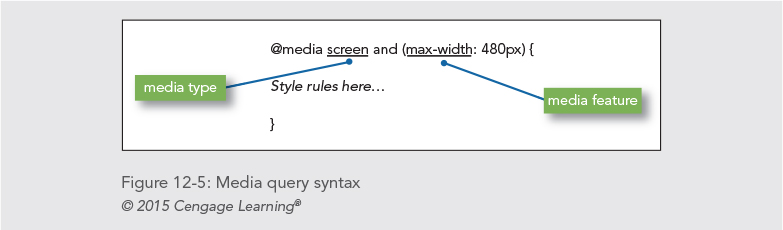 @media screen and (max-width: 480px) {
media type
Style rules here…
media feature
}
Figure 12-5: Media query syntax
© 2015 Cengage Learning®